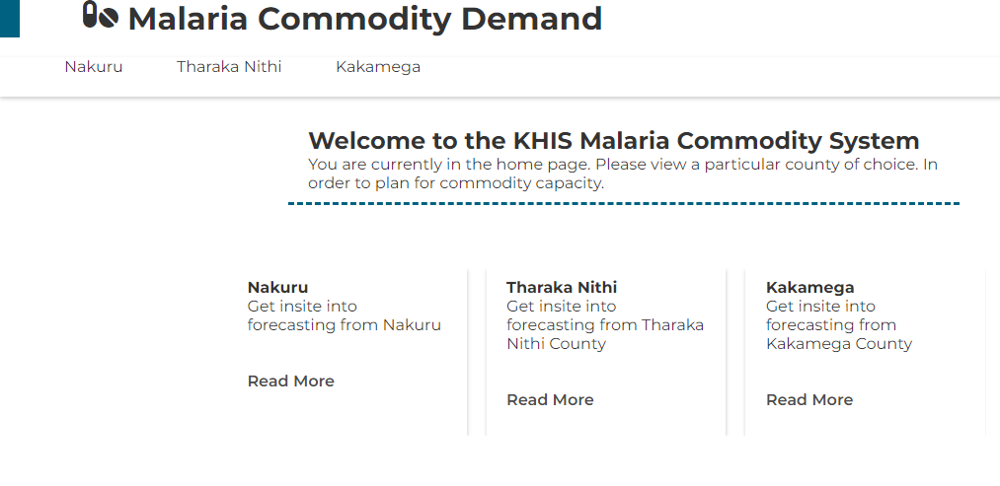 Malaria Commodity Demand
Nakuru Tharaka Nithi Kakamega
Welcome to the KHIS Malaria Commodity System
You are currently in the home page. Please view a particular county of choice. In
order to plan for commodity capacity.
Nakuru
Get insite into
forecasting from Nakuru
Read More
Tharaka Nithi
Get insite into
forecasting from Tharaka
Nithi County
Read More
Kakamega
Get insite into
forecasting from
Kakamega County
Read More